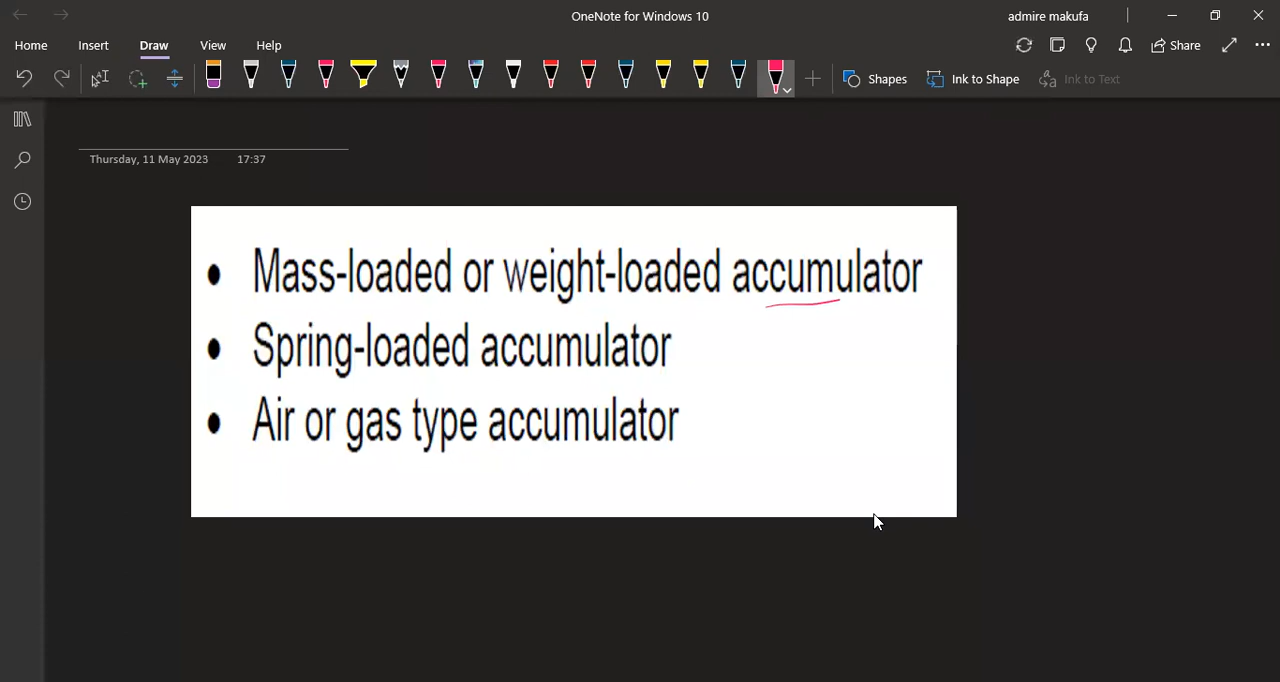 OneNote for Windows 10
admire makufa
Home Insert Draw View Help
Share
Shapes Ink to Shape Ink to Text
Thursday, 11 May 2023 17:37
• Mass-loaded or weight-loaded accumulator
• Spring-loaded accumulator
• Air or gas type accumulator